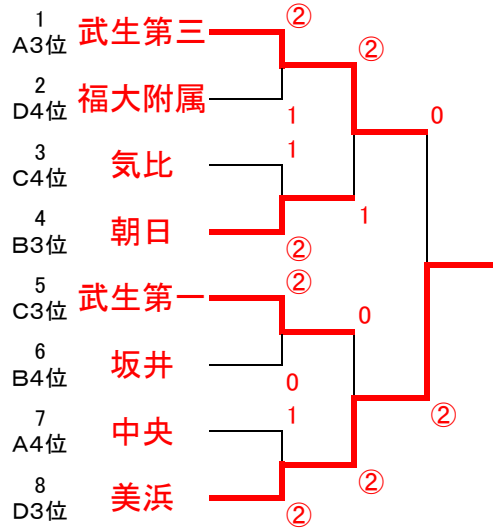 1
A3位 武生第三 ②
②
2
D4位 福大附属
1
0
3
C4位 気比
1
4
B3位 朝日
1
②
5
C3位 武生第一 ②
0
6
B4位 坂井
0
7
A4位 中央
1
②
8
D3位 美浜
②
②